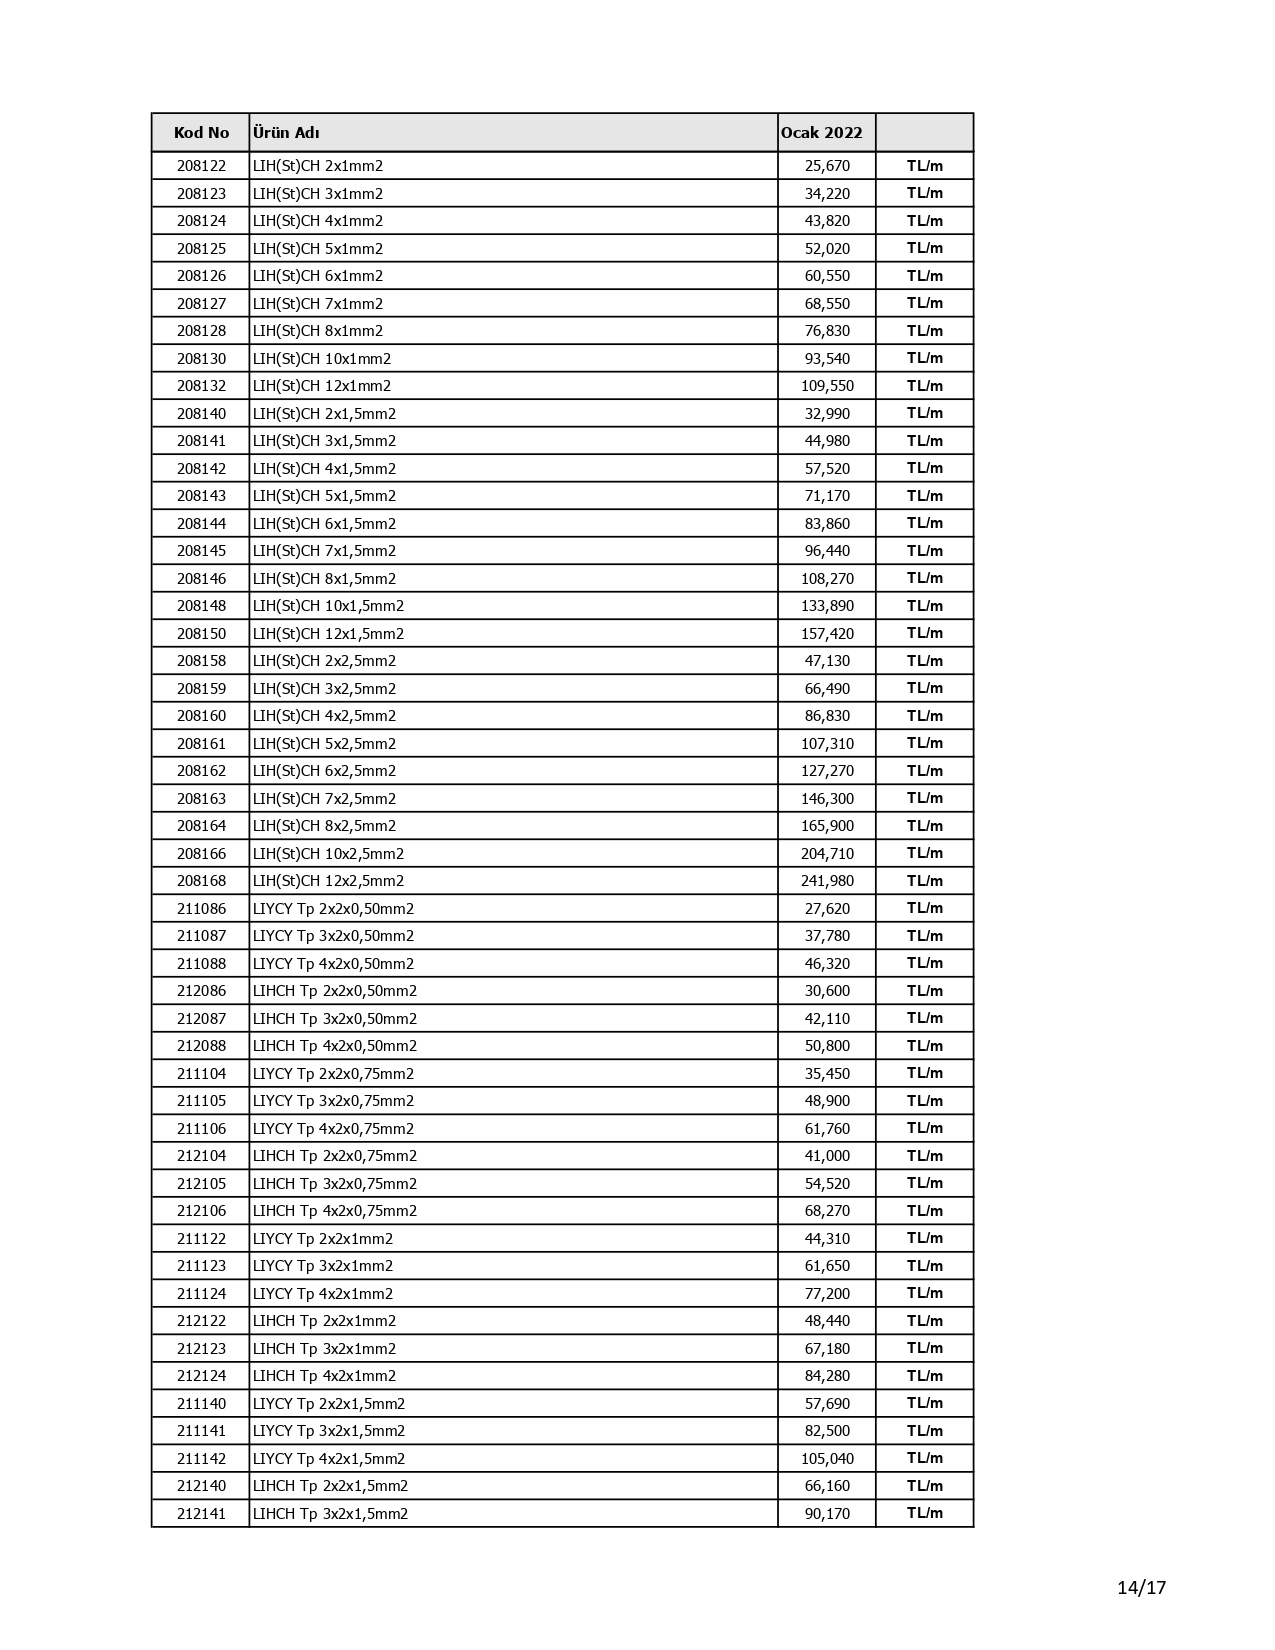 Kod No Ürün Adı Ocak 2022
208122 LIH(St)CH 2x1mm2 25,670 TL/m
208123 LIH(St)CH 3x1mm2 34,220 TL/m
208124 LIH(St)CH 4x1mm2 43,820 TL/m
208125 LIH(St)CH 5x1mm2 52,020 TL/m
208126 LIH(St)CH 6x1mm2 60,550 TL/m
208127 LIH(St)CH 7x1mm2 68,550 TL/m
208128 LIH(St)CH 8x1mm2 76,830 TL/m
208130 LIH(St)CH 10x1mm2 93,540 TL/m
208132 LIH(St)CH 12x1mm2 109,550 TL/m
208140 LIH(St)CH 2x1,5mm2 32,990 TL/m
208141 LIH(St)CH 3x1,5mm2 44,980 TL/m
208142 LIH(St)CH 4x1,5mm2 57,520 TL/m
208143 LIH(St)CH 5x1,5mm2 71,170 TL/m
208144 LIH(St)CH 6x1,5mm2 83,860 TL/m
208145 LIH(St)CH 7x1,5mm2 96,440 TL/m
208146 LIH(St)CH 8x1,5mm2 108,270 TL/m
208148 LIH(St)CH 10x1,5mm2 133,890 TL/m
208150 LIH(St)CH 12x1,5mm2 157,420 TL/m
208158 LIH(St)CH 2x2,5mm2 47,130 TL/m
208159 LIH(St)CH 3x2,5mm2 66,490 TL/m
208160 LIH(St)CH 4x2,5mm2 86,830 TL/m
208161 LIH(St)CH 5x2,5mm2 107,310 TL/m
208162 LIH(St)CH 6x2,5mm2 127,270 TL/m
208163 LIH(St)CH 7x2,5mm2 146,300 TL/m
208164 LIH(St)CH 8x2,5mm2 165,900 TL/m
208166 LIH(St)CH 10x2,5mm2 204,710 TL/m
208168 LIH(St)CH 12x2,5mm2 241,980 TL/m
211086 LIYCY Tp 2x2x0,50mm2 27,620 TL/m
211087 LIYCY Tp 3x2x0,50mm2 37,780 TL/m
211088 LIYCY Tp 4x2x0,50mm2 46,320 TL/m
212086 LIHCH Tp 2x2x0,50mm2 30,600 TL/m
212087 LIHCH Tp 3x2x0,50mm2 42,110 TL/m
212088 LIHCH Tp 4x2x0,50mm2 50,800 TL/m
211104 LIYCY Tp 2x2x0,75mm2 35,450 TL/m
211105 LIYCY Tp 3x2x0,75mm2 48,900 TL/m
211106 LIYCY Tp 4x2x0,75mm2 61,760 TL/m
212104 LIHCH Tp 2x2x0,75mm2 41,000 TL/m
212105 LIHCH Tp 3x2x0,75mm2 54,520 TL/m
212106 LIHCH Tp 4x2x0,75mm2 68,270 TL/m
211122 LIYCY Tp 2x2x1mm2 44,310 TL/m
211123 LIYCY Tp 3x2x1mm2 61,650 TL/m
211124 LIYCY Tp 4x2x1mm2 77,200 TL/m
212122 LIHCH Tp 2x2x1mm2 48,440 TL/m
212123 LIHCH Tp 3x2x1mm2 67,180 TL/m
212124 LIHCH Tp 4x2x1mm2 84,280 TL/m
211140 LIYCY Tp 2x2x1,5mm2 57,690 TL/m
211141 LIYCY Tp 3x2x1,5mm2 82,500 TL/m
211142 LIYCY Tp 4x2x1,5mm2 105,040 TL/m
212140 LIHCH Tp 2x2x1,5mm2 66,160 TL/m
212141 LIHCH Tp 3x2x1,5mm2 90,170 TL/m
14/17